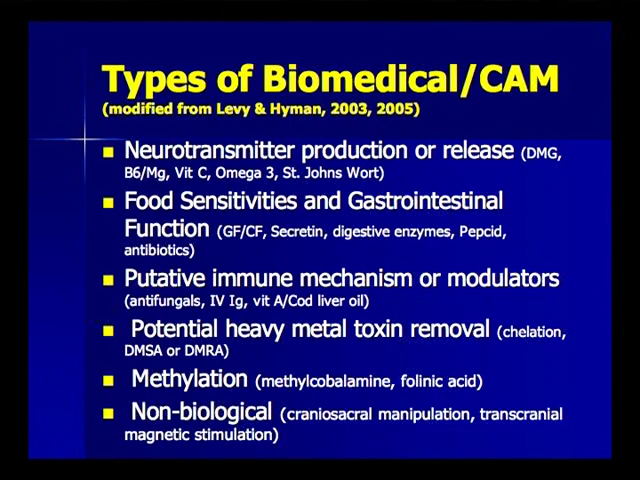 Types of Biomedical/CAM
(modified from Levy & Hyman, 2003, 2005)
Neurotransmitter production or release (DMG,
B6/Mg, Vit C, Omega 3, St. Johns Wort)
Food Sensitivities and Gastrointestinal
Function (GF/CF, Secretin, digestive enzymes, Pepcid,
antibiotics)
Putative immune mechanism or modulators
(antifungals, IV Ig, vit A/Cod liver oil)
Potential heavy metal toxin removal (chelation,
DMSA or DMRA)
Methylation (methylcobalamine, folinic acid)
Non-biological (craniosacral manipulation, transcranial
magnetic stimulation)